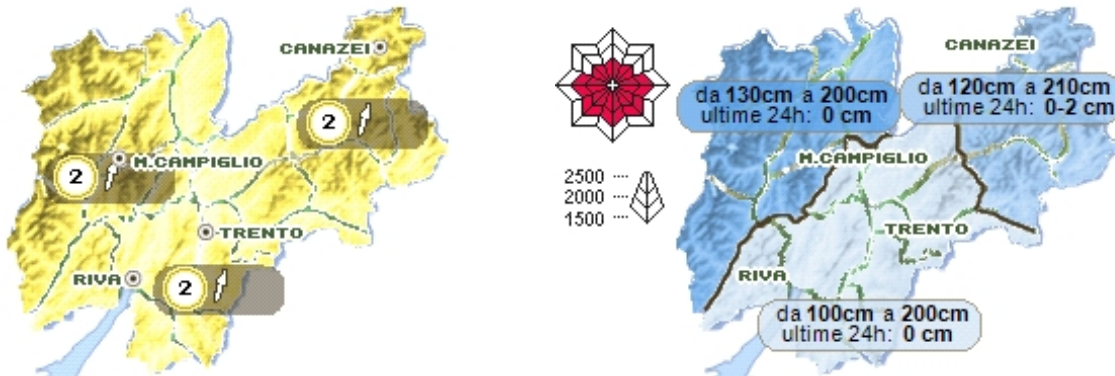 CANAZEI
2
2
M.CAMPIGLIO
TRENTO
RIVA
2
CANAZEI
da 130cm a 200cm
ultime 24h: 0 cm
da 120cm a 210cm
ultime 24h: 0-2 cm
M.CAMPIGLIO
2500
2000
1500
TRENTO
RIVA
da 100cm a 200cm
ultime 24h: 0 cm